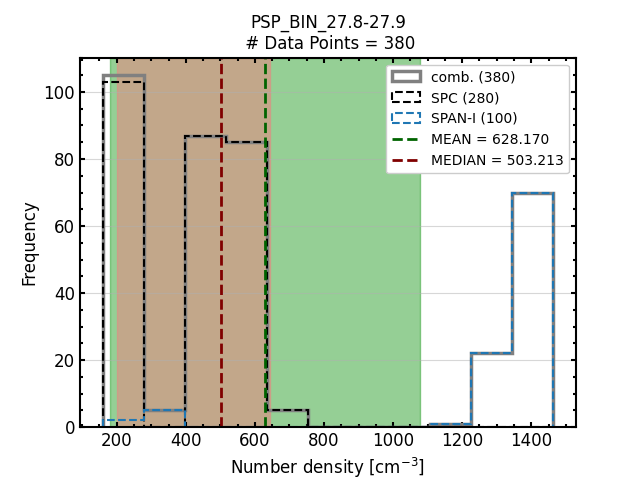 PSP_BIN_27.8-27.9
# Data Points = 380
comb. (380)
SPC (280)
SPAN-I (100)
MEAN = 628.170
MEDIAN = 503.213
Frequency
100
80
60
40
20
0
200 400 600 800 1000 1200 1400
Number density [cm⁻³]